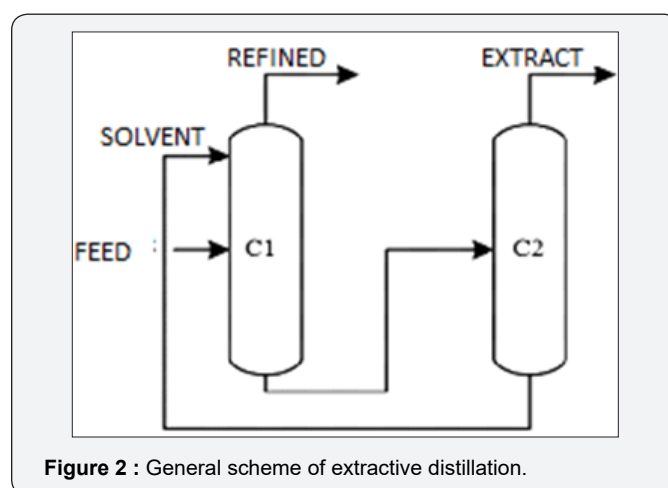 REFINED
EXTRACT
SOLVENT
FEED :
C1
C2
Figure 2 : General scheme of extractive distillation.